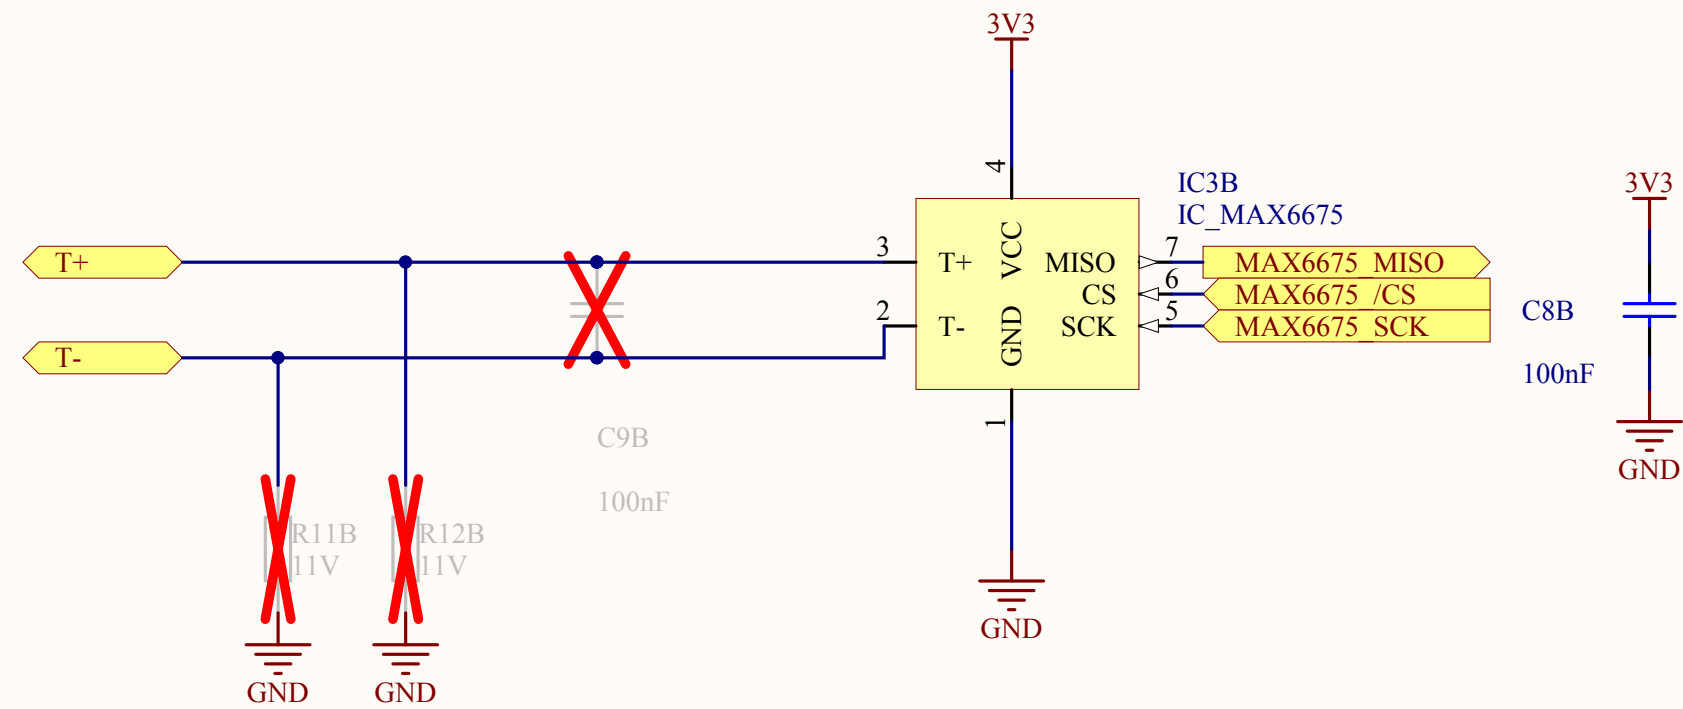 3V3
4
IC3B
IC_MAX6675
3V3
T+
3
T+
VCC
MISO
7
MAX6675_MISO
CS
6
MAX6675_/CS
2
T-
GND
SCK
5
MAX6675_SCK
C8B
T-
100nF
1
C9B
GND
100nF
R11B
11V
R12B
11V
GND
GND
GND